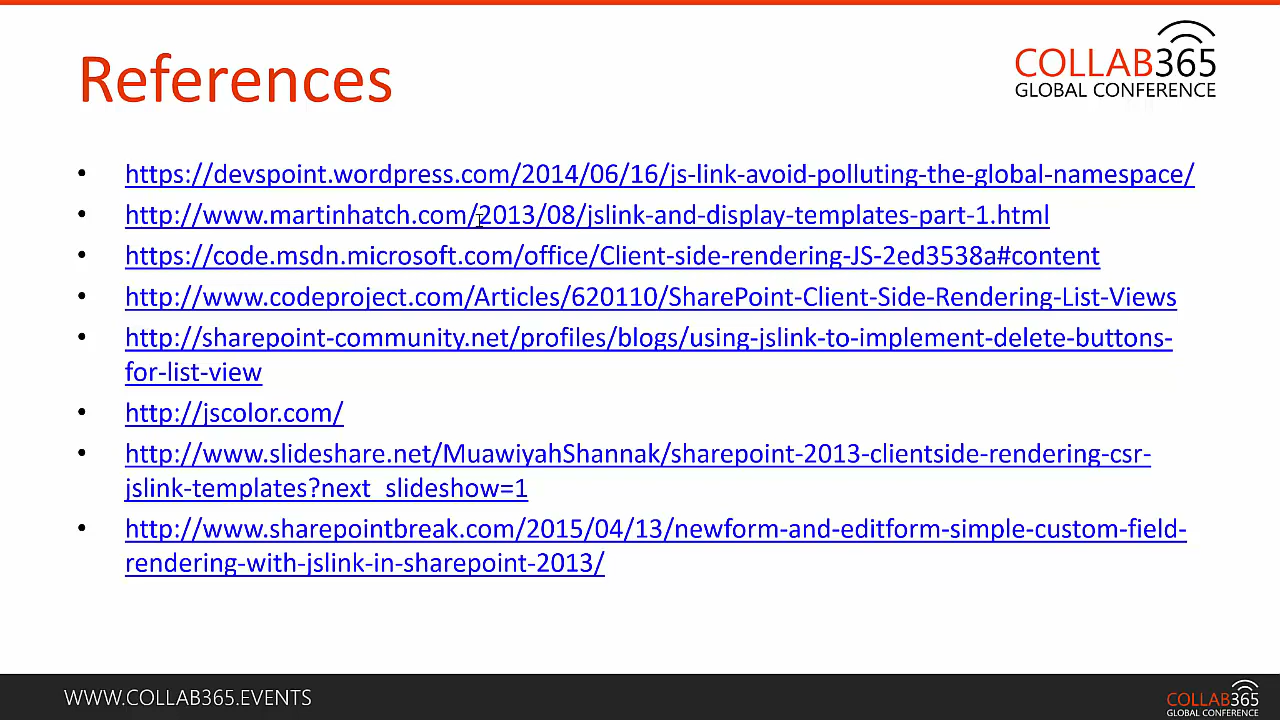 References
COLLAB365
GLOBAL CONFERENCE
• https://devspoint.wordpress.com/2014/06/16/js-link-avoid-polluting-the-global-namespace/
• http://www.martinhatch.com/2013/08/jslink-and-display-templates-part-1.html
• https://code.msdn.microsoft.com/office/Client-side-rendering-JS-2ed3538a#content
• http://www.codeproject.com/Articles/620110/SharePoint-Client-Side-Rendering-List-Views
• http://sharepoint-community.net/profiles/blogs/using-jslink-to-implement-delete-buttons-
for-list-view
• http://jscolor.com/
• http://www.slideshare.net/MuawiyahShannak/sharepoint-2013-clientside-rendering-csr-
jslink-templates?next_slideshow=1
• http://www.sharepointbreak.com/2015/04/13/newform-and-editform-simple-custom-field-
rendering-with-jslink-in-sharepoint-2013/
WWW.COLLAB365.EVENTS
COLLAB365
GLOBAL CONFERENCE